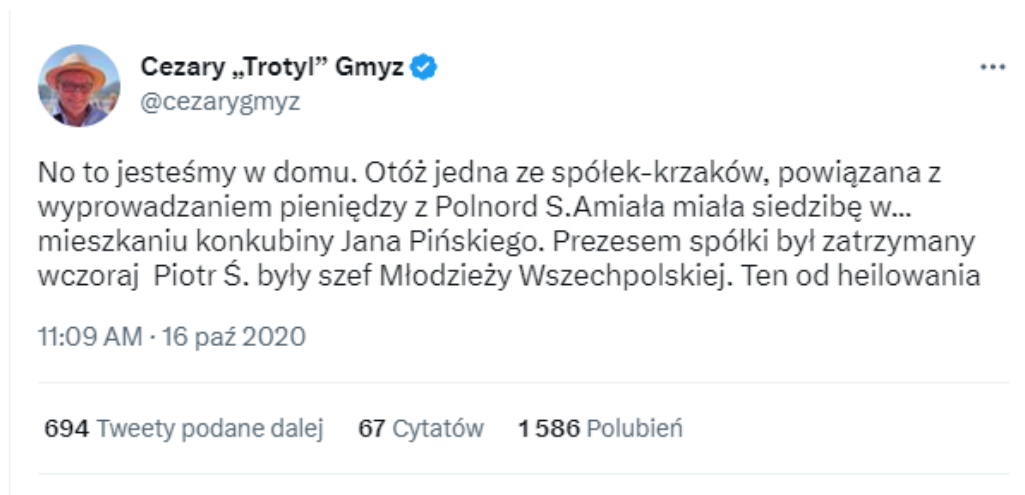 Cezary „Trotyl” Gmyz
@cezarygmyz
No to jesteśmy w domu. Otóż jedna ze spółek-krzaków, powiązana z
wyprowadzaniem pieniędzy z Polnord S.Amiała miała siedzibę w...
mieszkaniu konkubiny Jana Pińskiego. Prezesem spółki był zatrzymany
wczoraj  Piotr Ś. były szef Młodzieży Wszechpolskiej. Ten od heilowania
11:09 AM · 16 paź 2020
694 Tweety podane dalej 67 Cytatów 1 586 Polubień